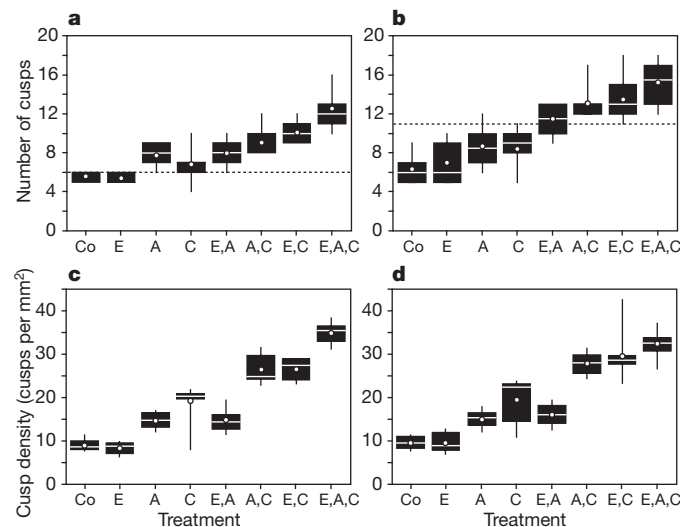 a
b
Number of cusps
20
16
12
8
4
0
Co E A C E,A A,C E,C E,A,C
20
16
12
8
4
0
Co E A C E,A A,C E,C E,A,C
c
d
Cusp density (cusps per mm²)
40
30
20
10
0
Co E A C E,A A,C E,C E,A,C
Treatment
40
30
20
10
0
Co E A C E,A A,C E,C E,A,C
Treatment